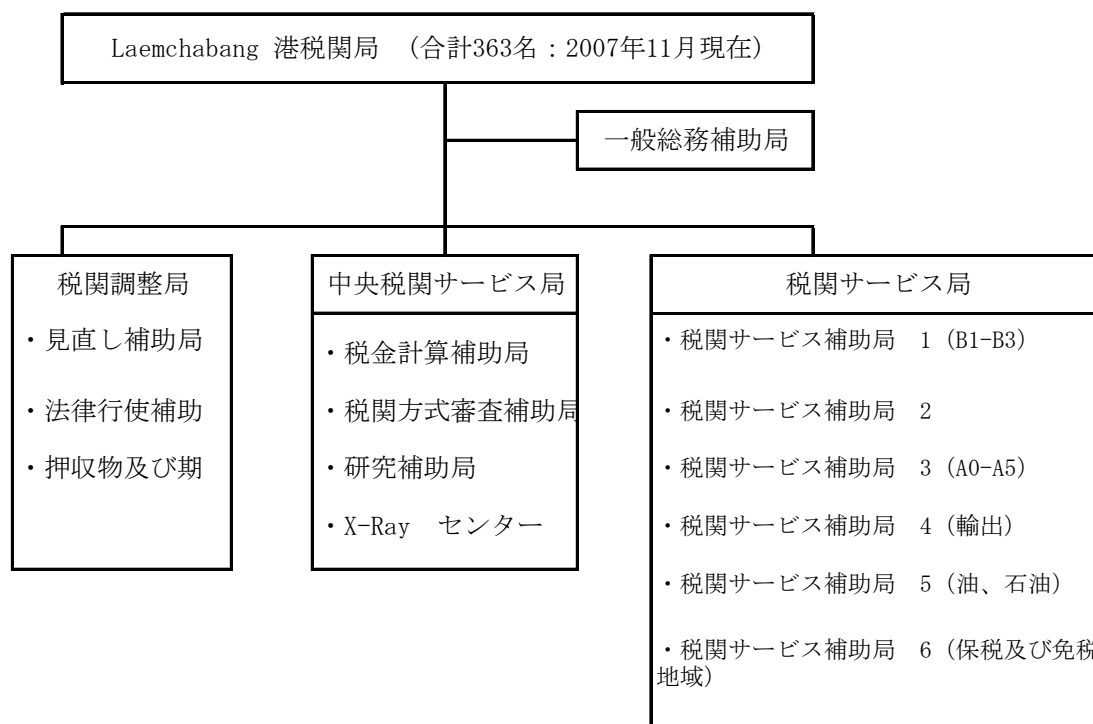 Laemchabang 港税関局 (合計363名：2007年11月現在)
一般総務補助局
税関調整局
・見直し補助局
・法律行使補助
・押収物及び期
中央税関サービス局
・税金計算補助局
・税関方式審査補助局
・研究補助局
・X-Ray センター
税関サービス局
・税関サービス補助局 1 (B1-B3)
・税関サービス補助局 2
・税関サービス補助局 3 (A0-A5)
・税関サービス補助局 4 (輸出)
・税関サービス補助局 5 (油、石油)
・税関サービス補助局 6 (保税及び免税
地域)